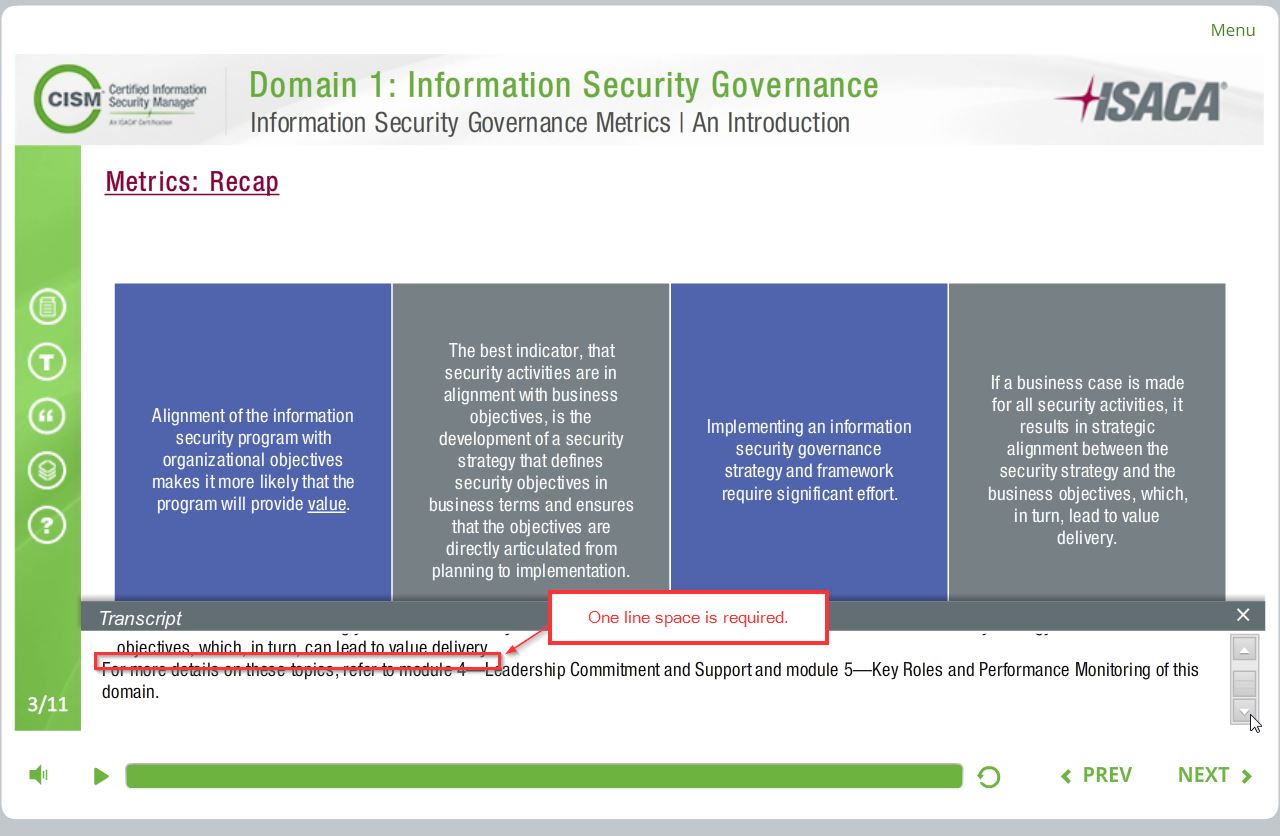 Menu
CISM
Certified Information
Security Manager®
An ISACA® Certification
Domain 1: Information Security Governance
Information Security Governance Metrics | An Introduction
ISACA®
Metrics: Recap
Alignment of the information
security program with
organizational objectives
makes it more likely that the
program will provide value.
The best indicator, that
security activities are in
alignment with business
objectives, is the
development of a security
strategy that defines
security objectives in
business terms and ensures
that the objectives are
directly articulated from
planning to implementation.
Implementing an information
security governance
strategy and framework
require significant effort.
If a business case is made
for all security activities, it
results in strategic
alignment between the
security strategy and the
business objectives, which,
in turn, lead to value
delivery.
T
?
3/11
Transcript
One line space is required.
objectives, which, in turn, can lead to value delivery.
For more details on these topics, refer to module 4—Leadership Commitment and Support and module 5—Key Roles and Performance Monitoring of this
domain.
PREV
NEXT